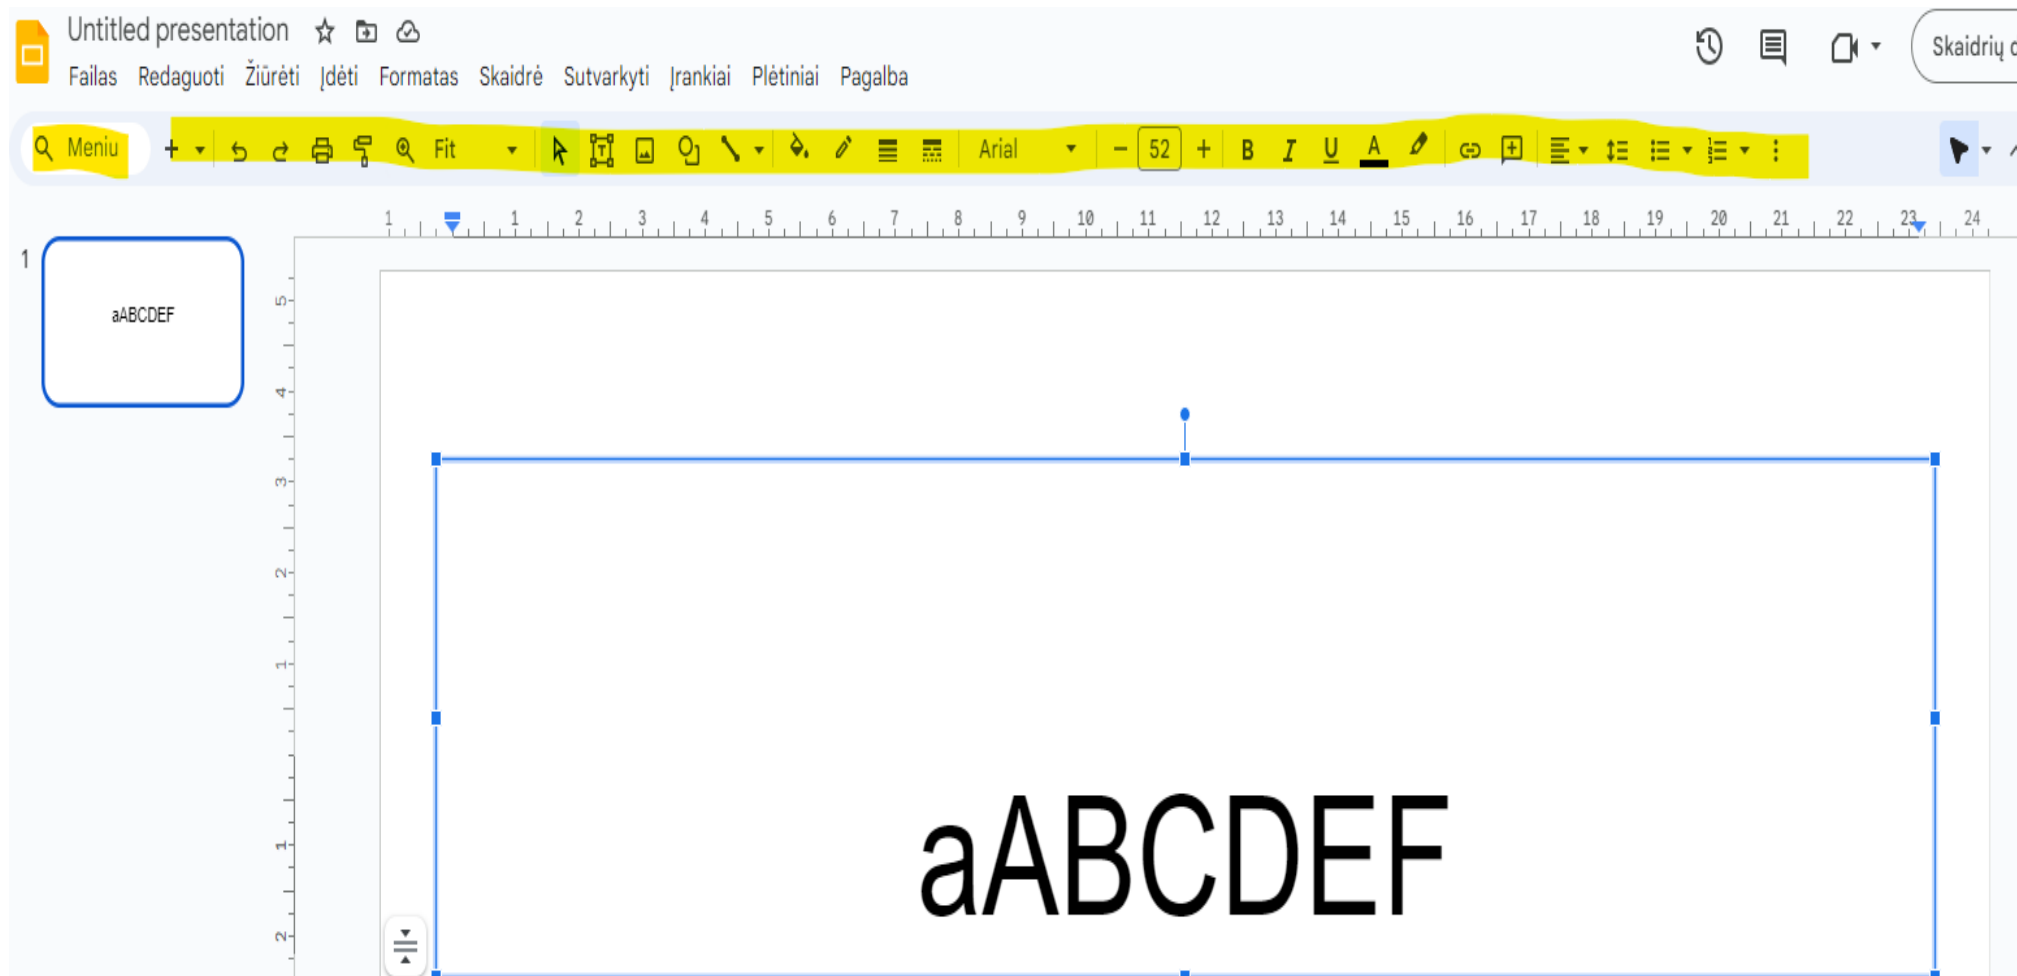 Untitled presentation
Failas Redaguoti Žiūrėti Įdėti Formatas Skaidrė Sutvarkyti Įrankiai Plėtiniai Pagalba
Skaidrių
Meniu Fit Arial 52 B I U A
1 1 2 3 4 5 6 7 8 9 10 11 12 13 14 15 16 17 18 19 20 21 22 23 24
1
aABCDEF
5
4
3
2
1
1
2
aABCDEF